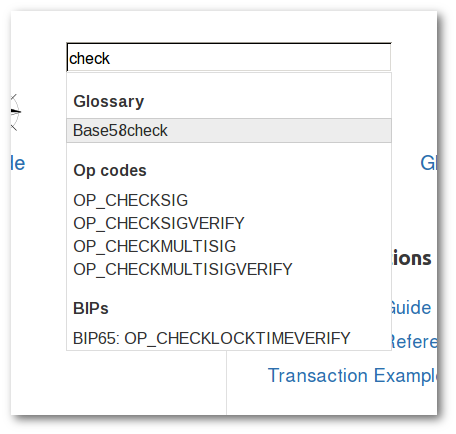 check
Glossary
Base58check
le
Gl
Op codes
OP_CHECKSIG
OP_CHECKSIGVERIFY
OP_CHECKMULTISIG
OP_CHECKMULTISIGVERIFY
ions
BIPs
Guide
BIP65: OP_CHECKLOCKTIMEVERIFY
Refere
Transaction Example